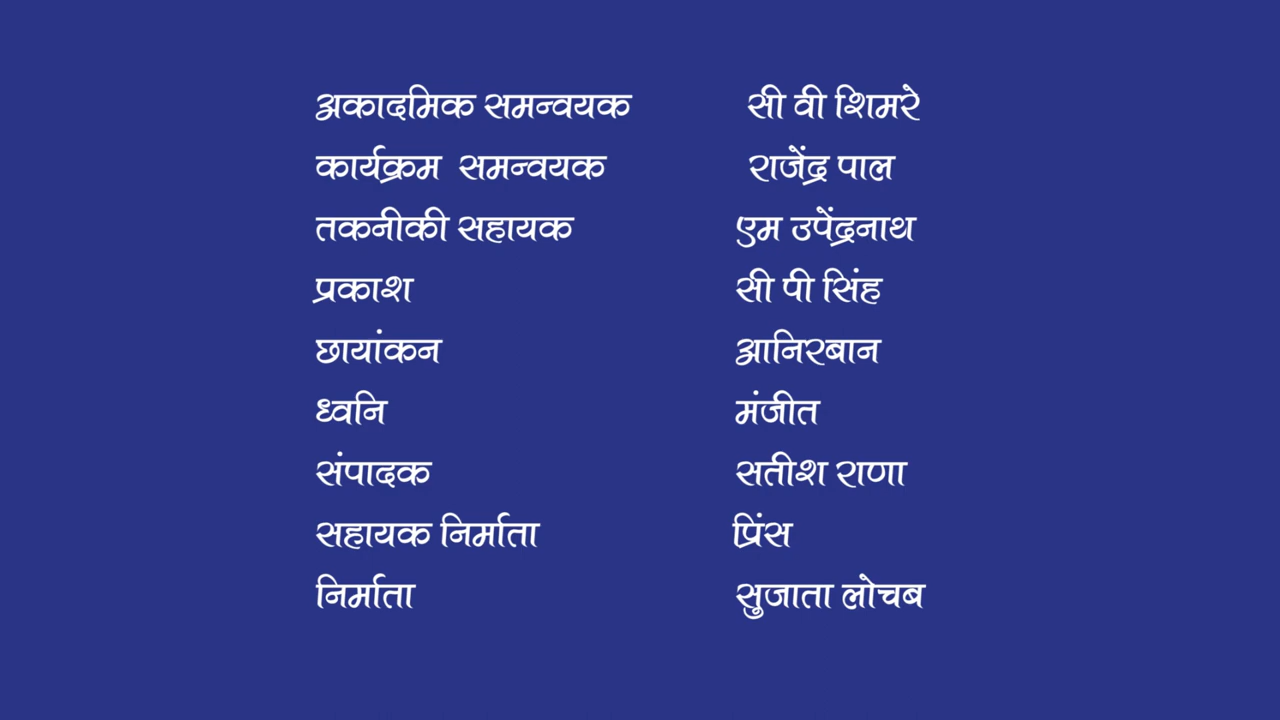 अकादमिक समन्वयक सी वी शिमरे
कार्यक्रम समन्वयक राजेंद्र पाल
तकनीकी सहायक एम उपेंद्रनाथ
प्रकाश सी पी सिंह
छायांकन आनिरबान
ध्वनि मंजीत
संपादक सतीश राणा
सहायक निर्माता प्रिंस
निर्माता सुजाता लोचब